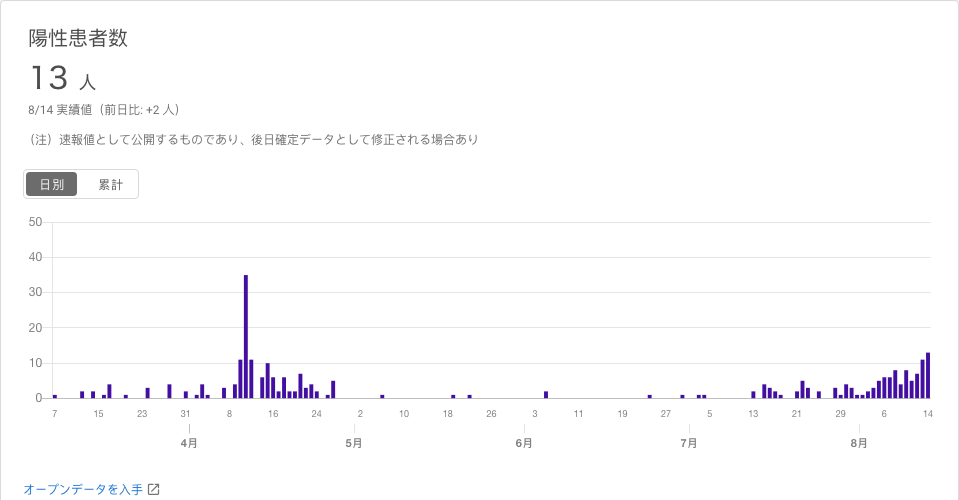 陽性患者数
13 人
8/14 実績値（前日比: +2 人）
（注）速報値として公開するものであり、後日確定データとして修正される場合あり
日別 累計
50
40
30
20
10
0
7 15 23 31 8 16 24 2 10 18 26 3 11 19 27 5 13 21 29 6 14
4月 5月 6月 7月 8月
オープンデータを入手